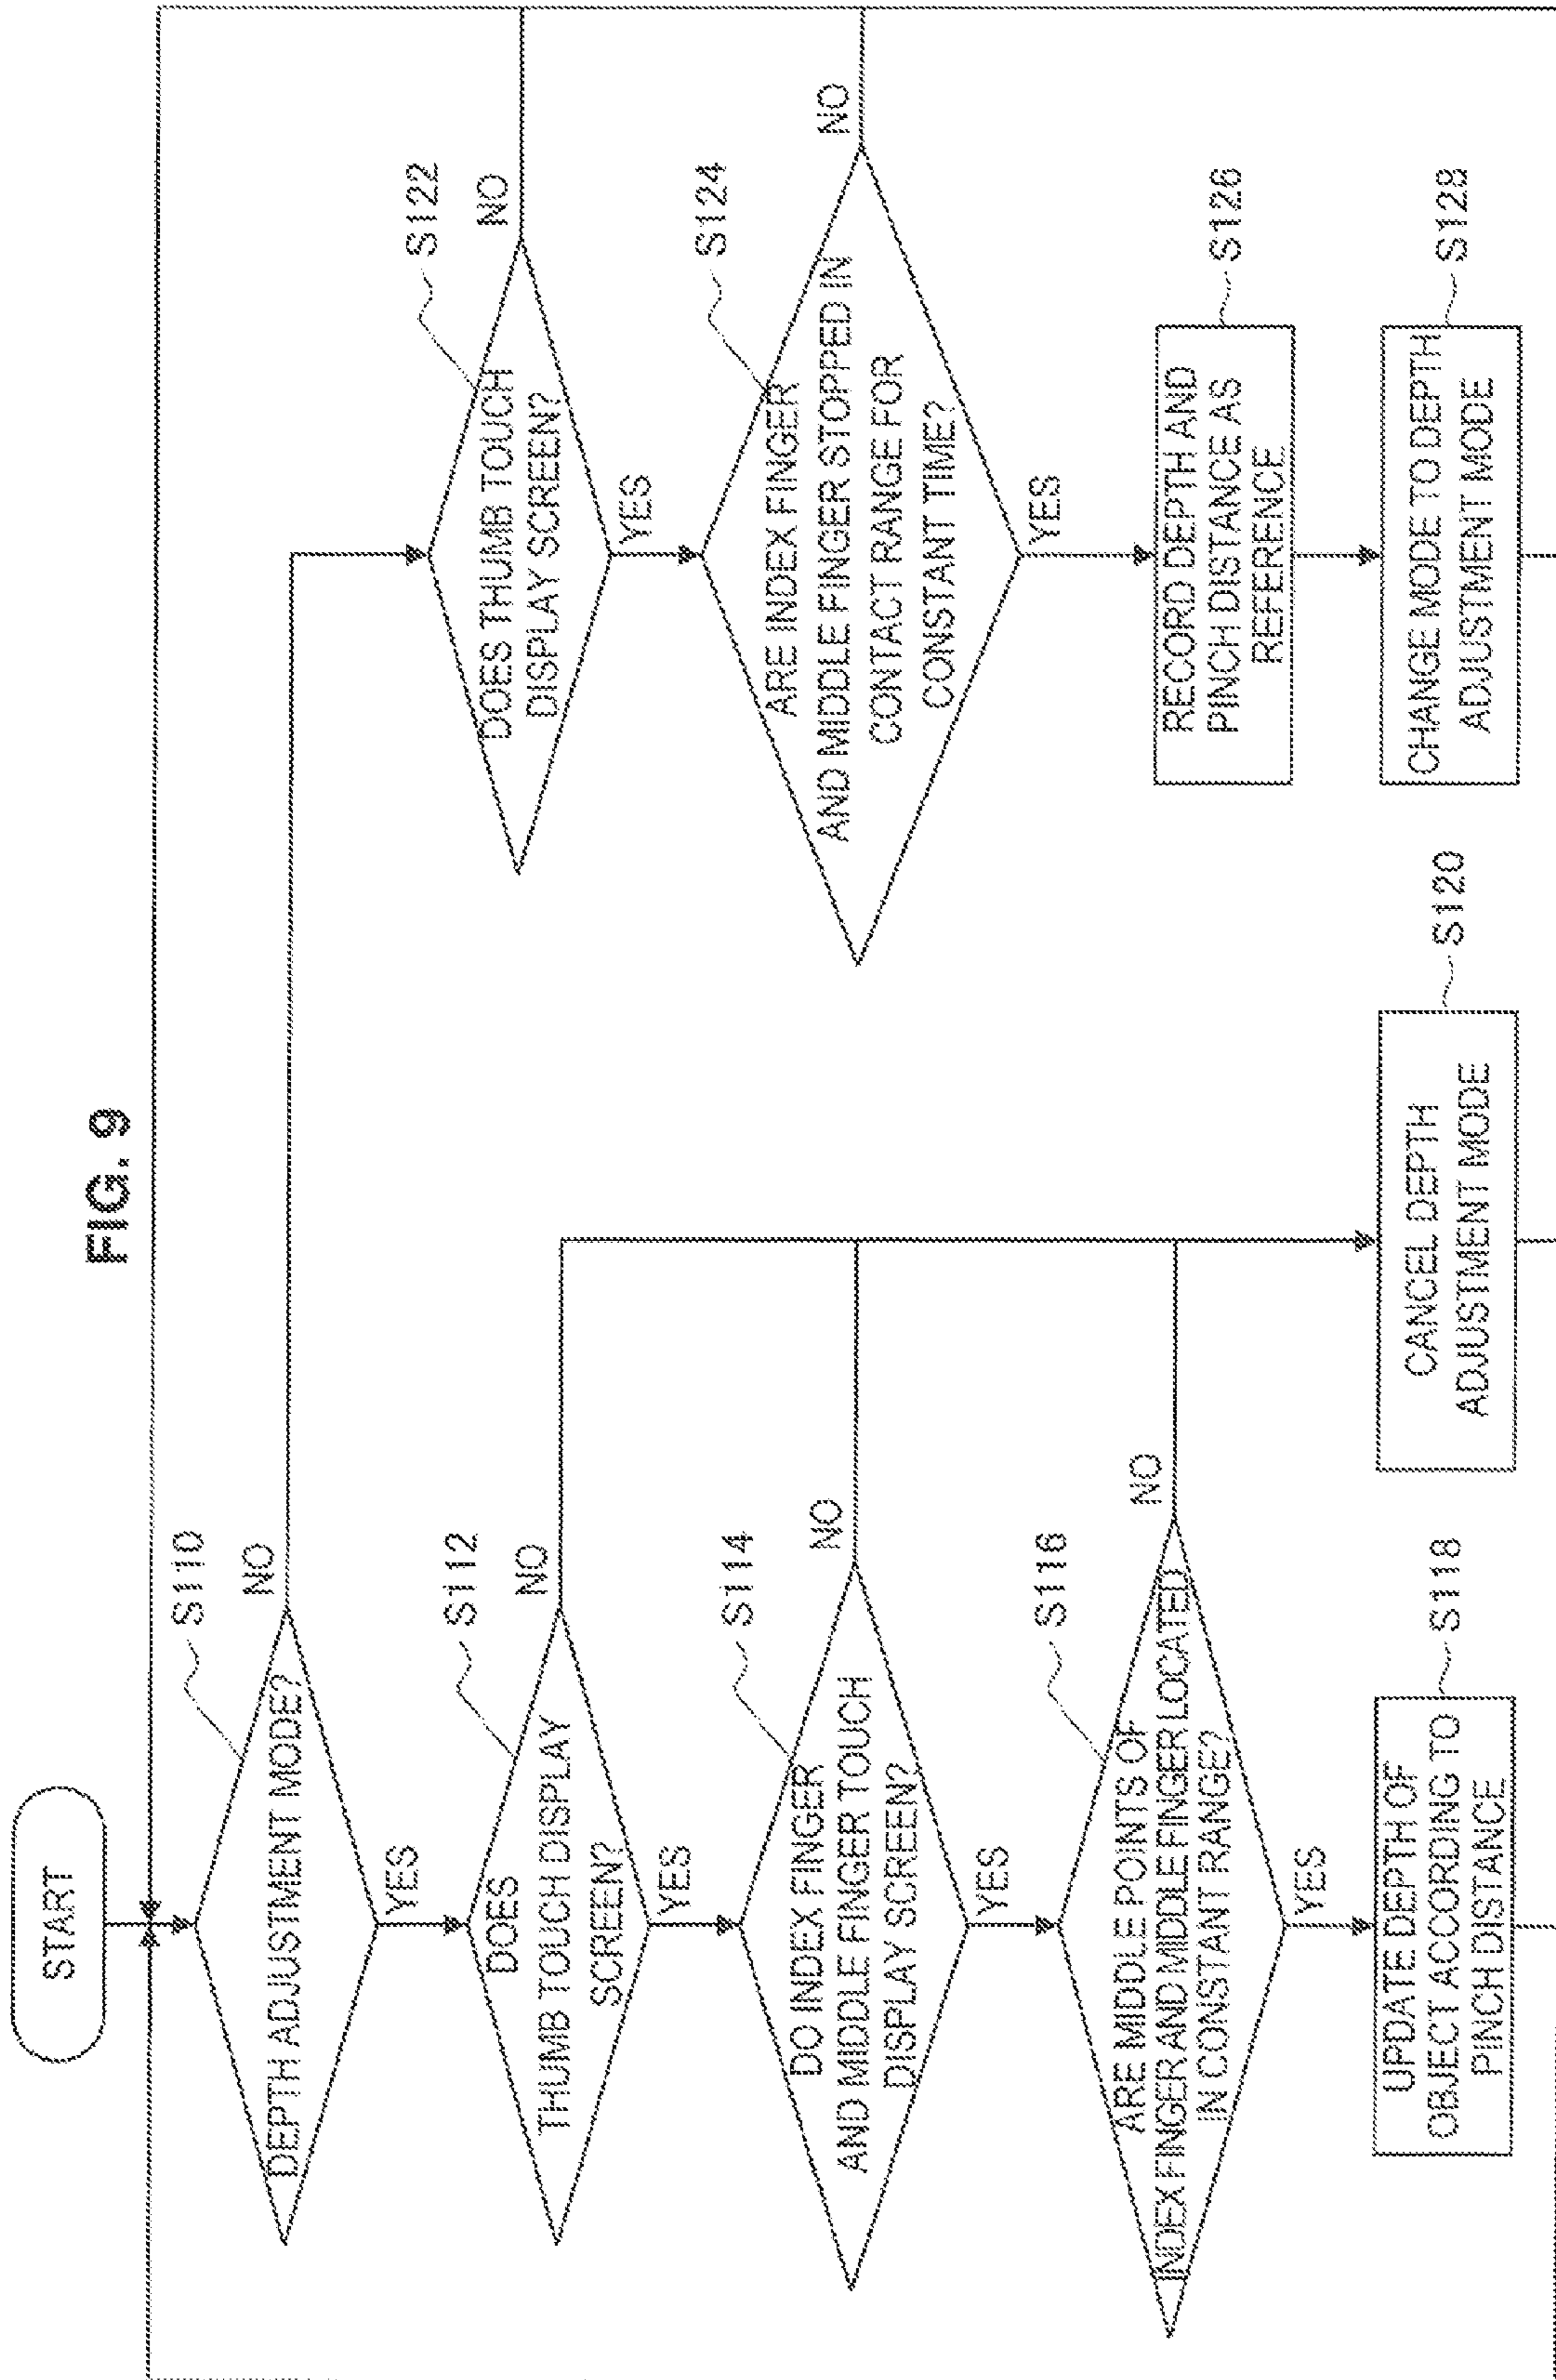 FIG. 9
START
S110
DEPTH ADJUSTMENT MODE?
NO
YES
S112
DOES
THUMB TOUCH DISPLAY
SCREEN?
NO
YES
S114
DO INDEX FINGER
AND MIDDLE FINGER TOUCH
DISPLAY SCREEN?
NO
YES
S116
ARE MIDDLE POINTS OF
INDEX FINGER AND MIDDLE FINGER LOCATED
IN CONSTANT RANGE?
NO
YES
S118
UPDATE DEPTH OF
OBJECT ACCORDING TO
PINCH DISTANCE
S120
CANCEL DEPTH
ADJUSTMENT MODE
S122
DOES THUMB TOUCH
DISPLAY SCREEN?
NO
YES
S124
ARE INDEX FINGER
AND MIDDLE FINGER STOPPED IN
CONTACT RANGE FOR
CONSTANT TIME?
NO
YES
S126
RECORD DEPTH AND
PINCH DISTANCE AS
REFERENCE
S128
CHANGE MODE TO DEPTH
ADJUSTMENT MODE